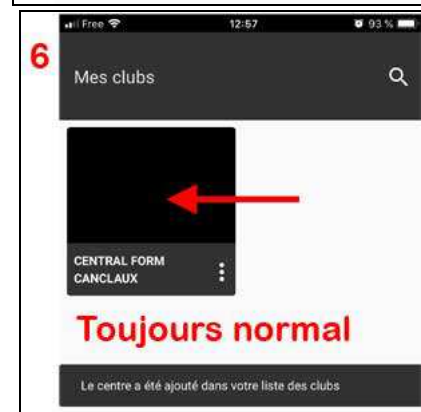 Free 12:57 93 %
6
Mes clubs
CENTRAL FORM
CANCLAUX
Toujours normal
Le centre a été ajouté dans votre liste des clubs